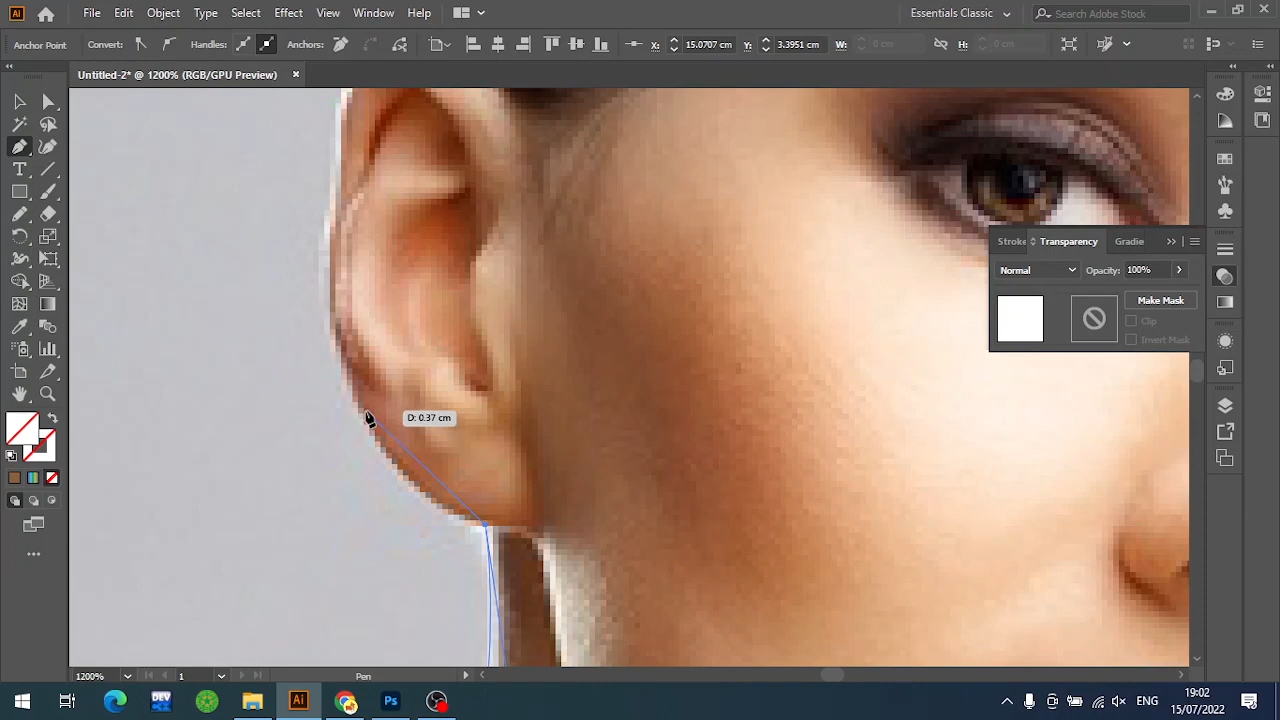 Ai File Edit Object Type Select Effect View Window Help Essentials Classic Search Adobe Stock
Anchor Point Convert: Handles: Anchors: X: 15.0707 cm Y: 3.3951 cm W: 0 cm H: 0 cm
Untitled-2* @ 1200% (RGB/GPU Preview)
Stroke Transparency Gradie
Normal Opacity: 100%
Make Mask
Clip
Invert Mask
D: 0.37 cm
1200% 1 Pen
DEV Ai Ps ENG 19:02
15/07/2022